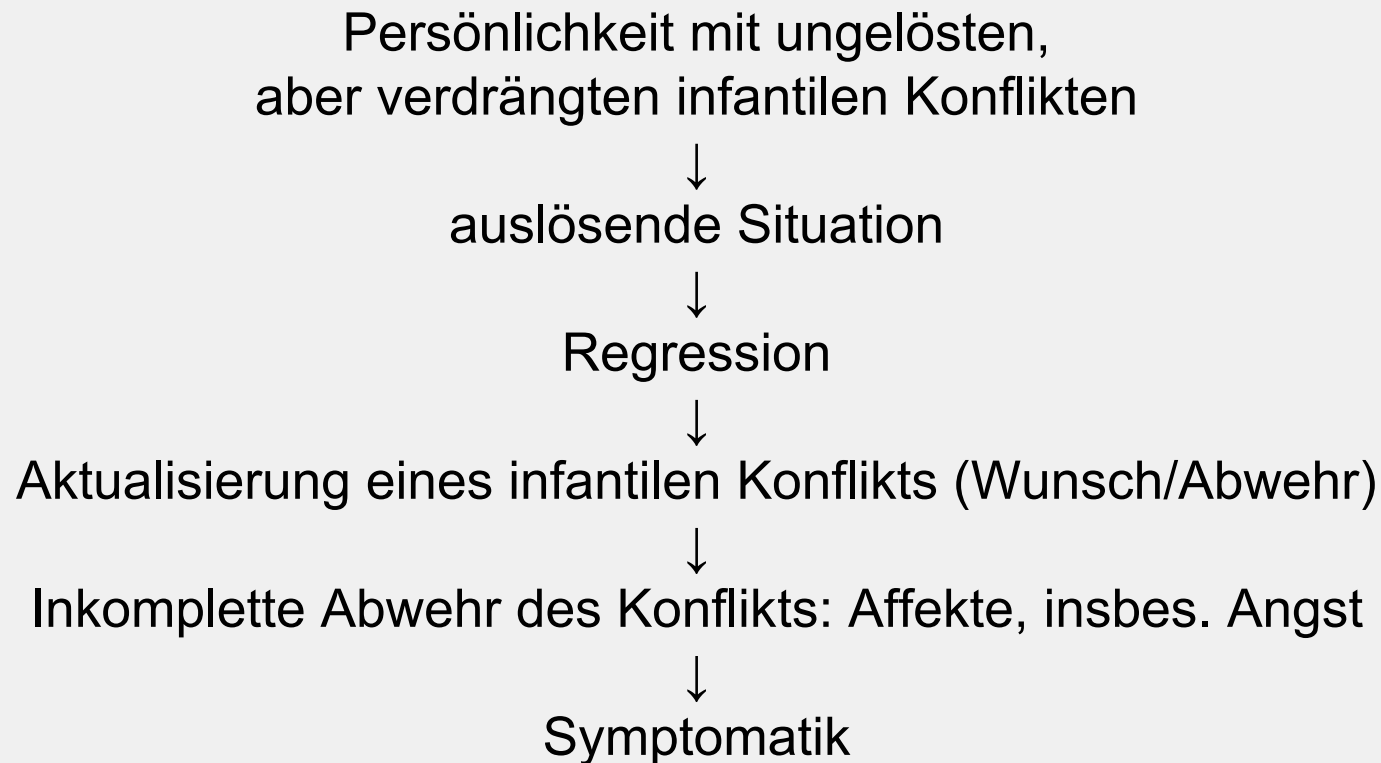 Persönlichkeit mit ungelösten,
aber verdrängten infantilen Konflikten
↓
auslösende Situation
↓
Regression
↓
Aktualisierung eines infantilen Konflikts (Wunsch/Abwehr)
↓
Inkomplette Abwehr des Konflikts: Affekte, insbes. Angst
↓
Symptomatik